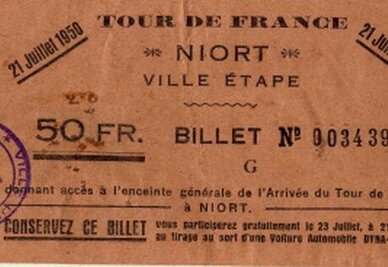 TOUR DE FRANCE
21 Juillet 1950
NIORT
VILLE ÉTAPE
50 FR. BILLET Nº 003439
G
donnant accès à l'enceinte générale de l'Arrivée du Tour de
à NIORT.
CONSERVEZ CE BILLET
vous participerez gratuitement le 23 Juillet, à 21
au tirage au sort d'une Voiture Automobile DYNA-